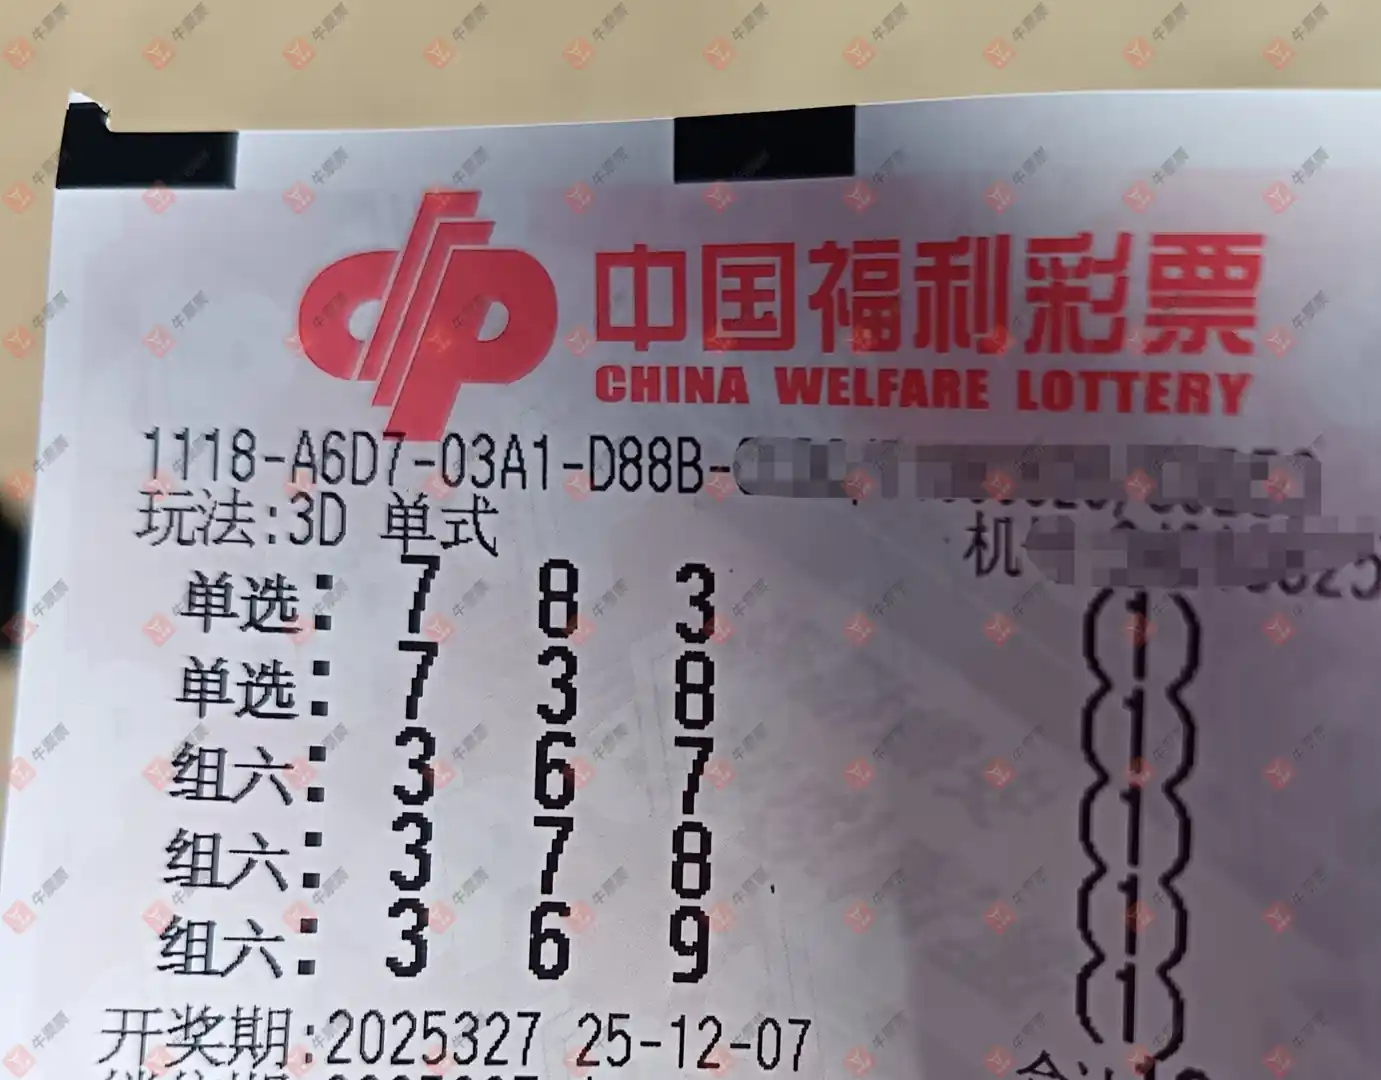 中国福利彩票
CHINA WELFARE LOTTERY
1118-A6D7-03A1-D88B-
玩法:3D 单式
机
单选: 7 8 3 (1)
单选: 7 3 8 (1)
组六: 3 6 7 (1)
组六: 3 7 8 (1)
组六: 3 6 9 (1)
开奖期:2025327 25-12-07